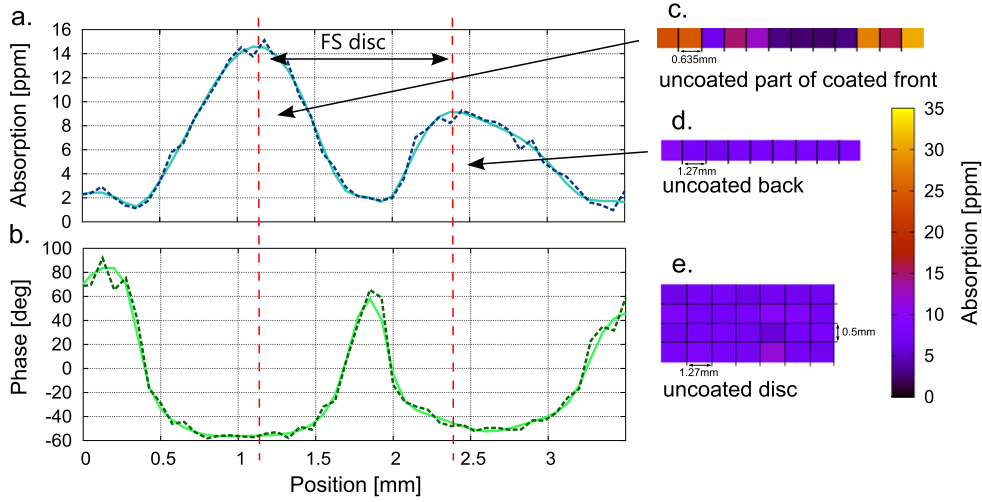 a.
16
14
12
10
8
6
4
2
0
Absorption [ppm]
FS disc
b.
100
80
60
40
20
0
-20
-40
-60
Phase [deg]
0
0.5
1
1.5
2
2.5
3
Position [mm]
c.
0.635mm
uncoated part of coated front
d.
1.27mm
uncoated back
e.
0.5mm
1.27mm
uncoated disc
35
30
25
20
15
10
5
0
Absorption [ppm]